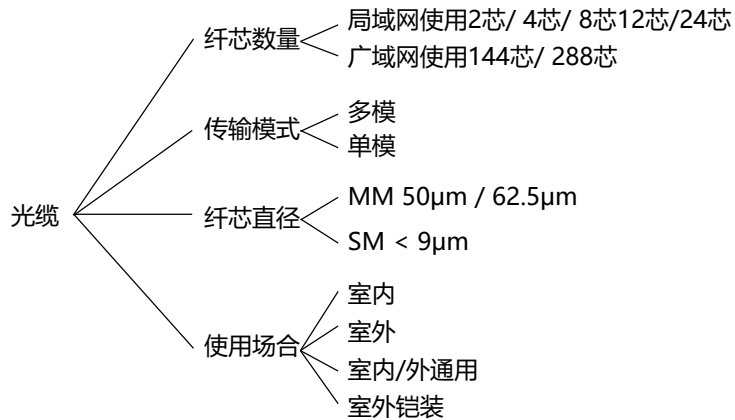 光缆
纤芯数量
局域网使用2芯/ 4芯/ 8芯12芯/24芯
广域网使用144芯/ 288芯
传输模式
多模
单模
纤芯直径
MM 50μm / 62.5μm
SM < 9μm
使用场合
室内
室外
室内/外通用
室外铠装